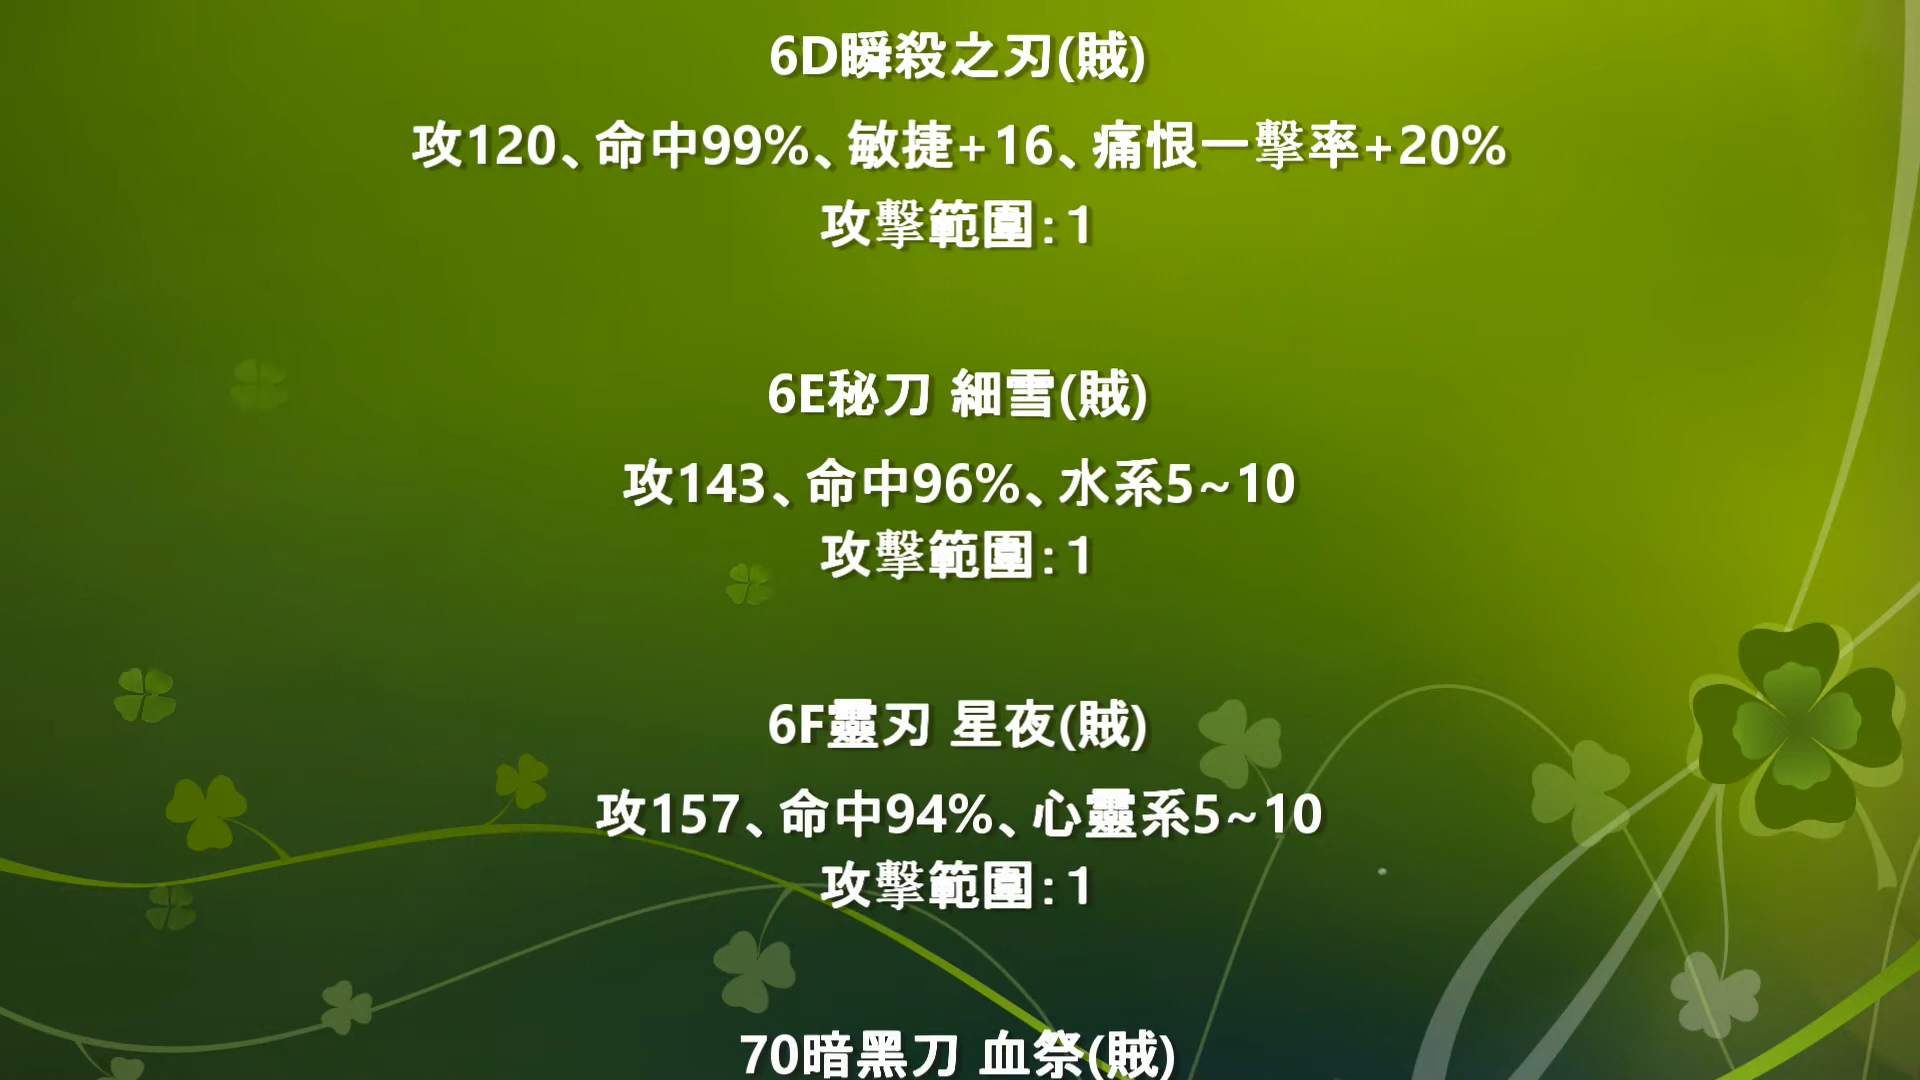 6D瞬殺之刃(賊)
攻120、命中99%、敏捷+16、痛恨一擊率+20%
攻擊範圍:1
6E秘刀 細雪(賊)
攻143、命中96%、水系5~10
攻擊範圍:1
6F靈刃 星夜(賊)
攻157、命中94%、心靈系5~10
攻擊範圍:1
70暗黑刀 血祭(賊)